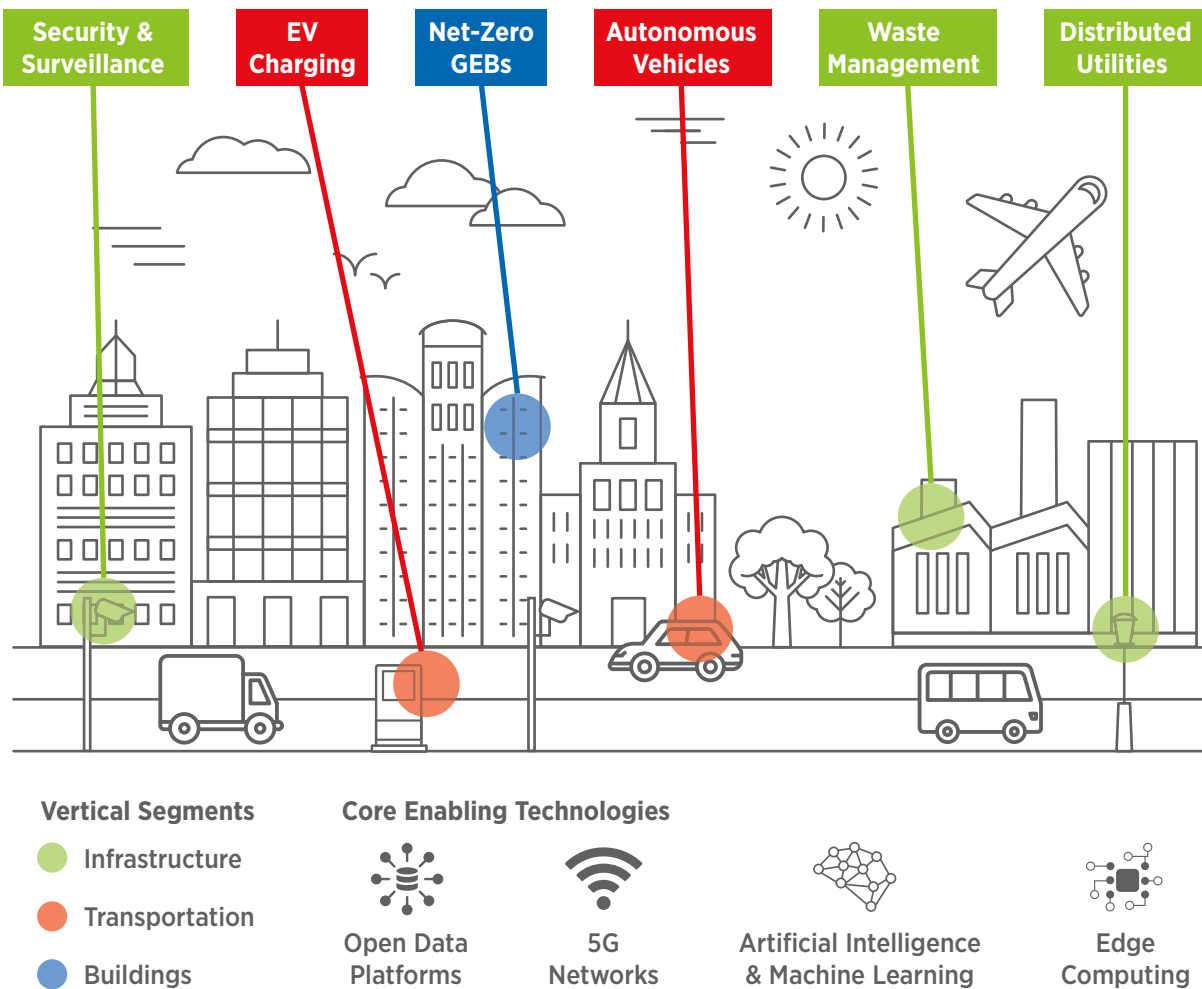 Security &
Surveillance
EV
Charging
Net-Zero
GEBs
Autonomous
Vehicles
Waste
Management
Distributed
Utilities
Vertical Segments
Infrastructure
Transportation
Buildings
Core Enabling Technologies
Open Data
Platforms
5G
Networks
Artificial Intelligence
& Machine Learning
Edge
Computing